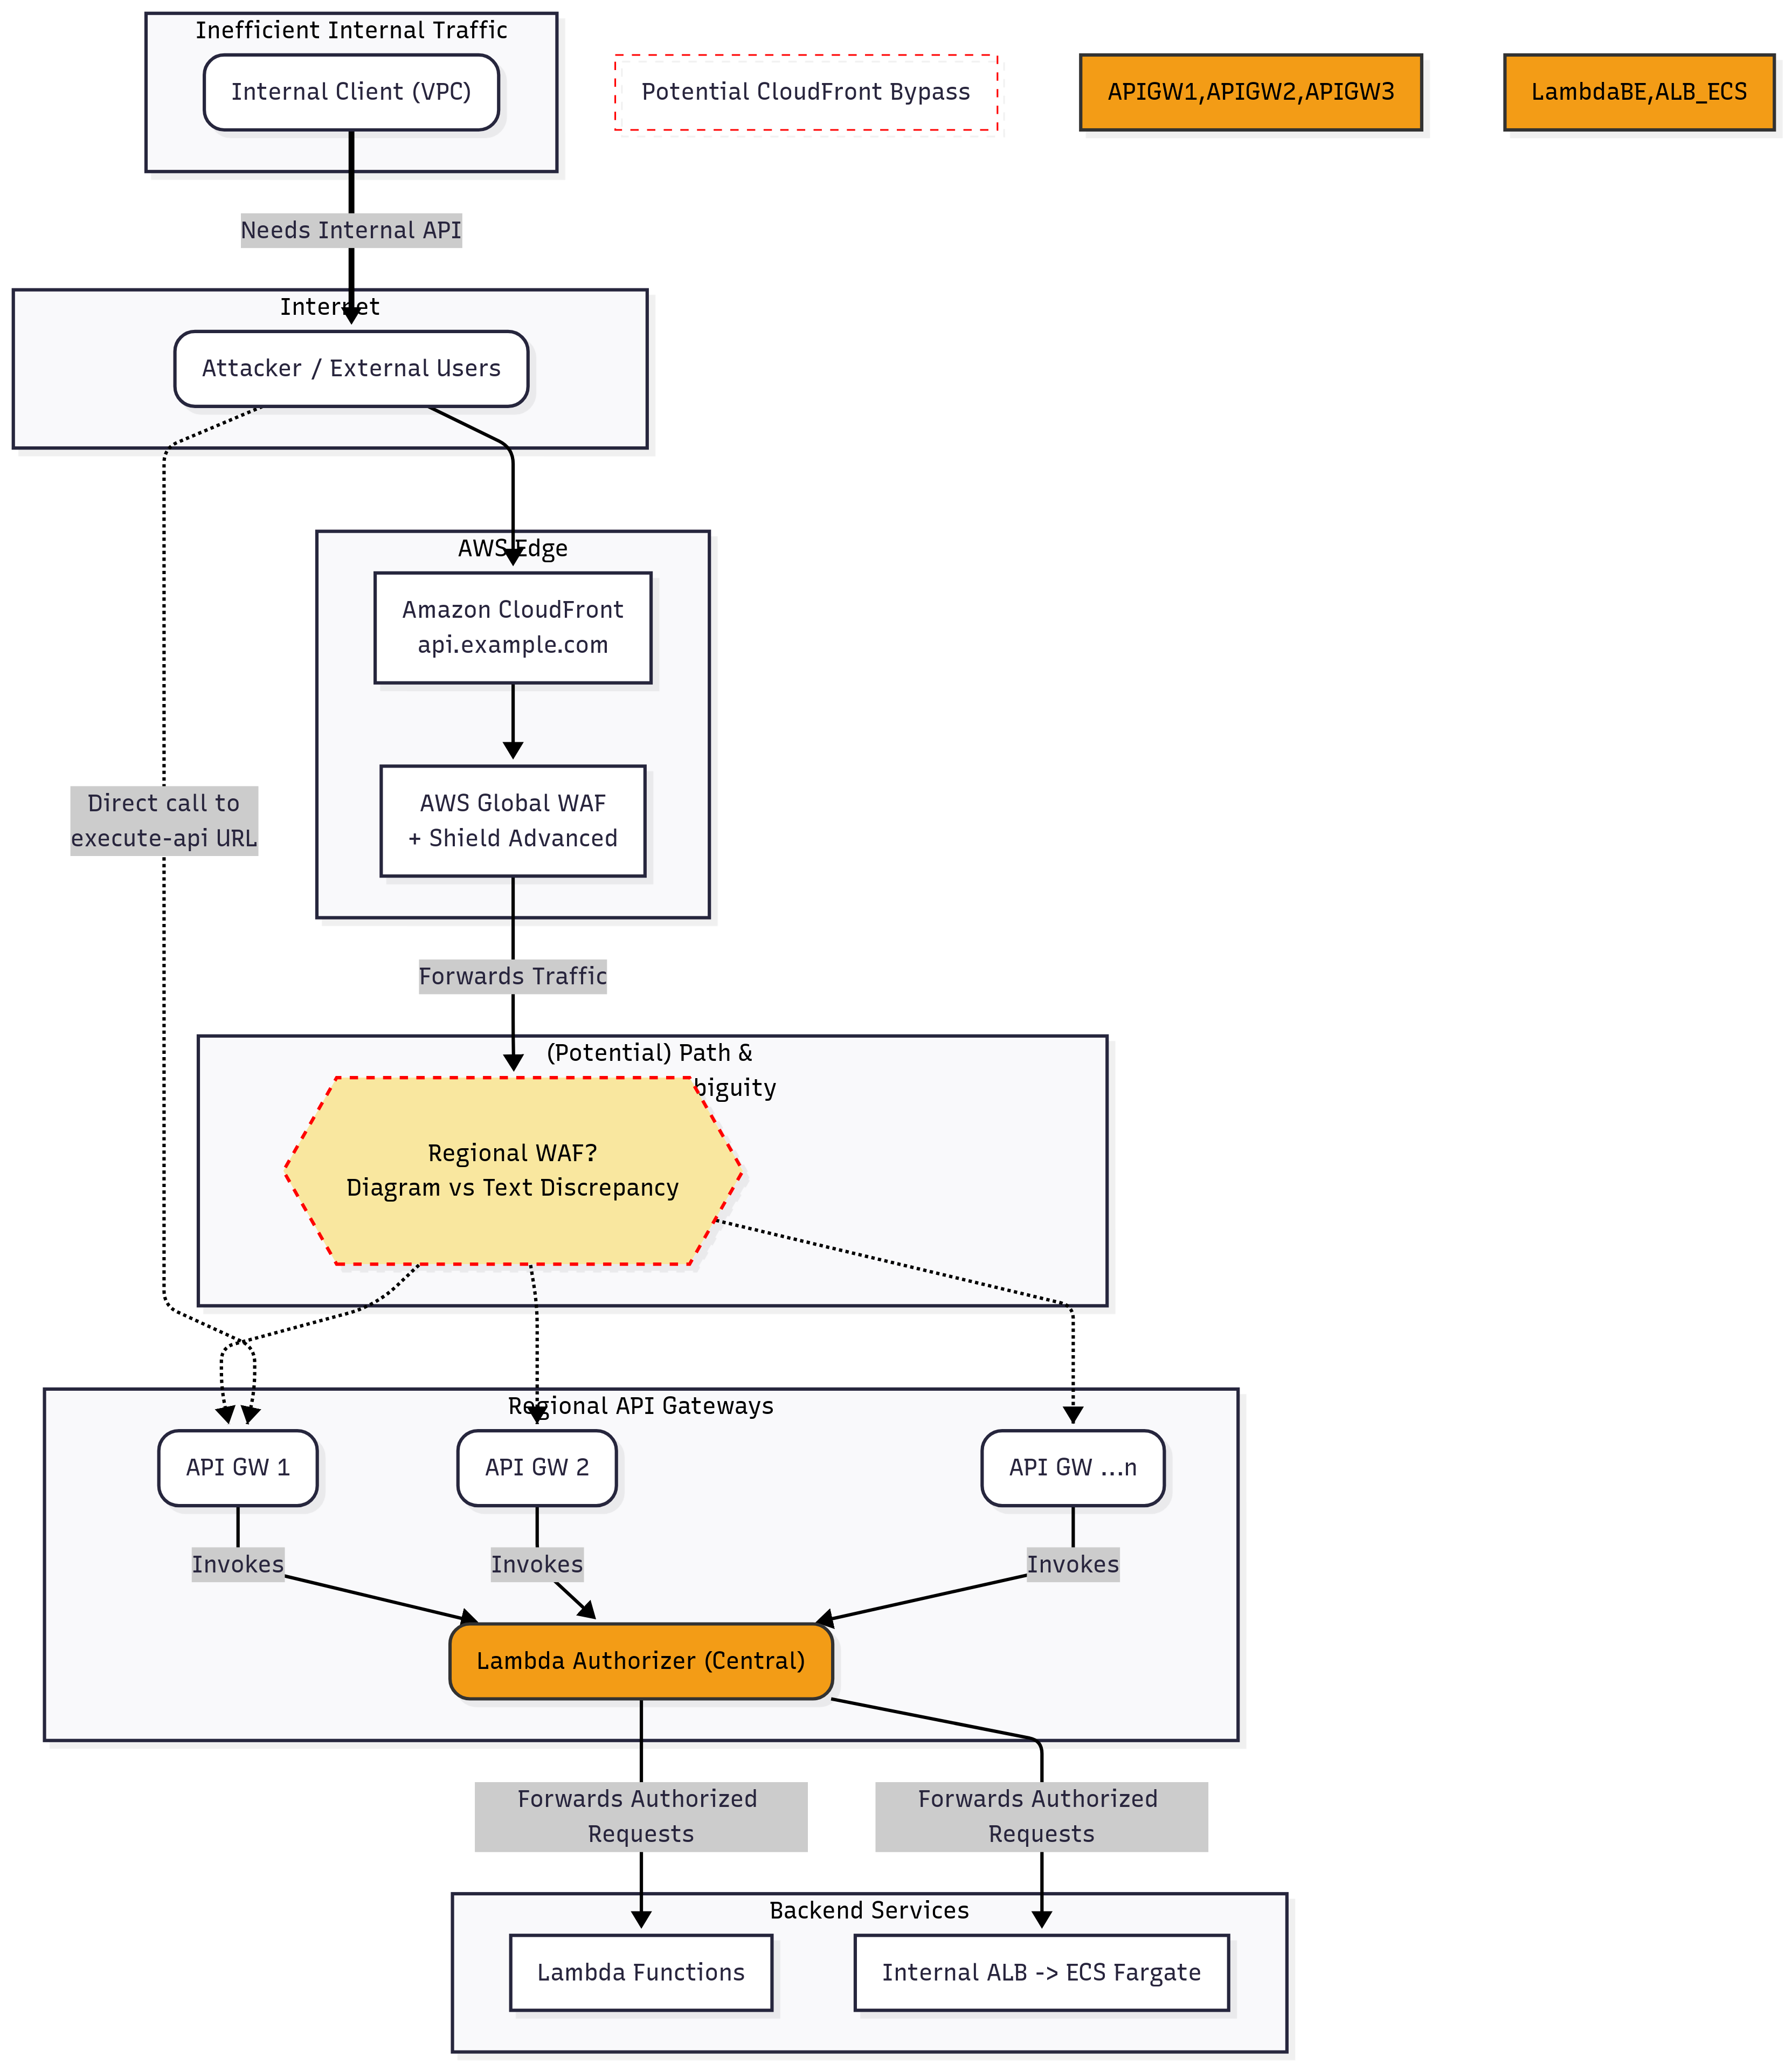 Inefficient Internal Traffic
Internal Client (VPC)
Potential CloudFront Bypass
APIGW1,APIGW2,APIGW3
LambdaBE,ALB_ECS
Needs Internal API
Internet
Attacker / External Users
AWS Edge
Amazon CloudFront
api.example.com
AWS Global WAF
+ Shield Advanced
Direct call to
execute-api URL
Forwards Traffic
(Potential) Path &
biguity
Regional WAF?
Diagram vs Text Discrepancy
Regional API Gateways
API GW 1
API GW 2
API GW ...n
Invokes
Invokes
Invokes
Lambda Authorizer (Central)
Forwards Authorized
Requests
Forwards Authorized
Requests
Backend Services
Lambda Functions
Internal ALB -> ECS Fargate